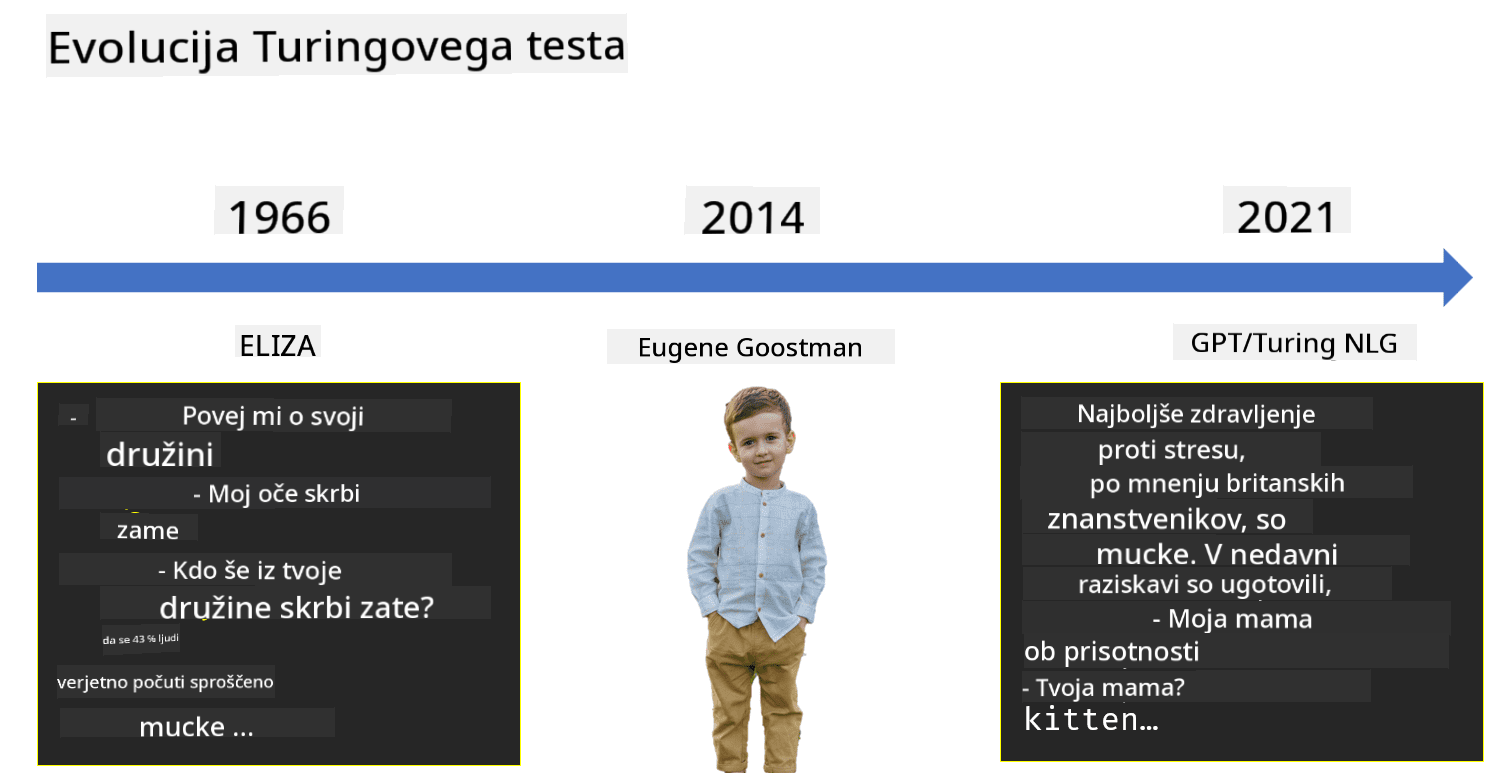 Evolucija Turingovega testa
1966
2014
2021
ELIZA
Eugene Goostman
GPT/Turing NLG
- Povej mi o svoji
družini
- Moj oče skrbi
zame
- Kdo še iz tvoje
družine skrbi zate?
da se 43 % ljudi
verjetno počuti sproščeno
mucke ...
Najboljše zdravljenje
proti stresu,
po mnenju britanskih
znanstvenikov, so
mucke. V nedavni
raziskavi so ugotovili,
- Moja mama
ob prisotnosti
- Tvoja mama?
kitten…